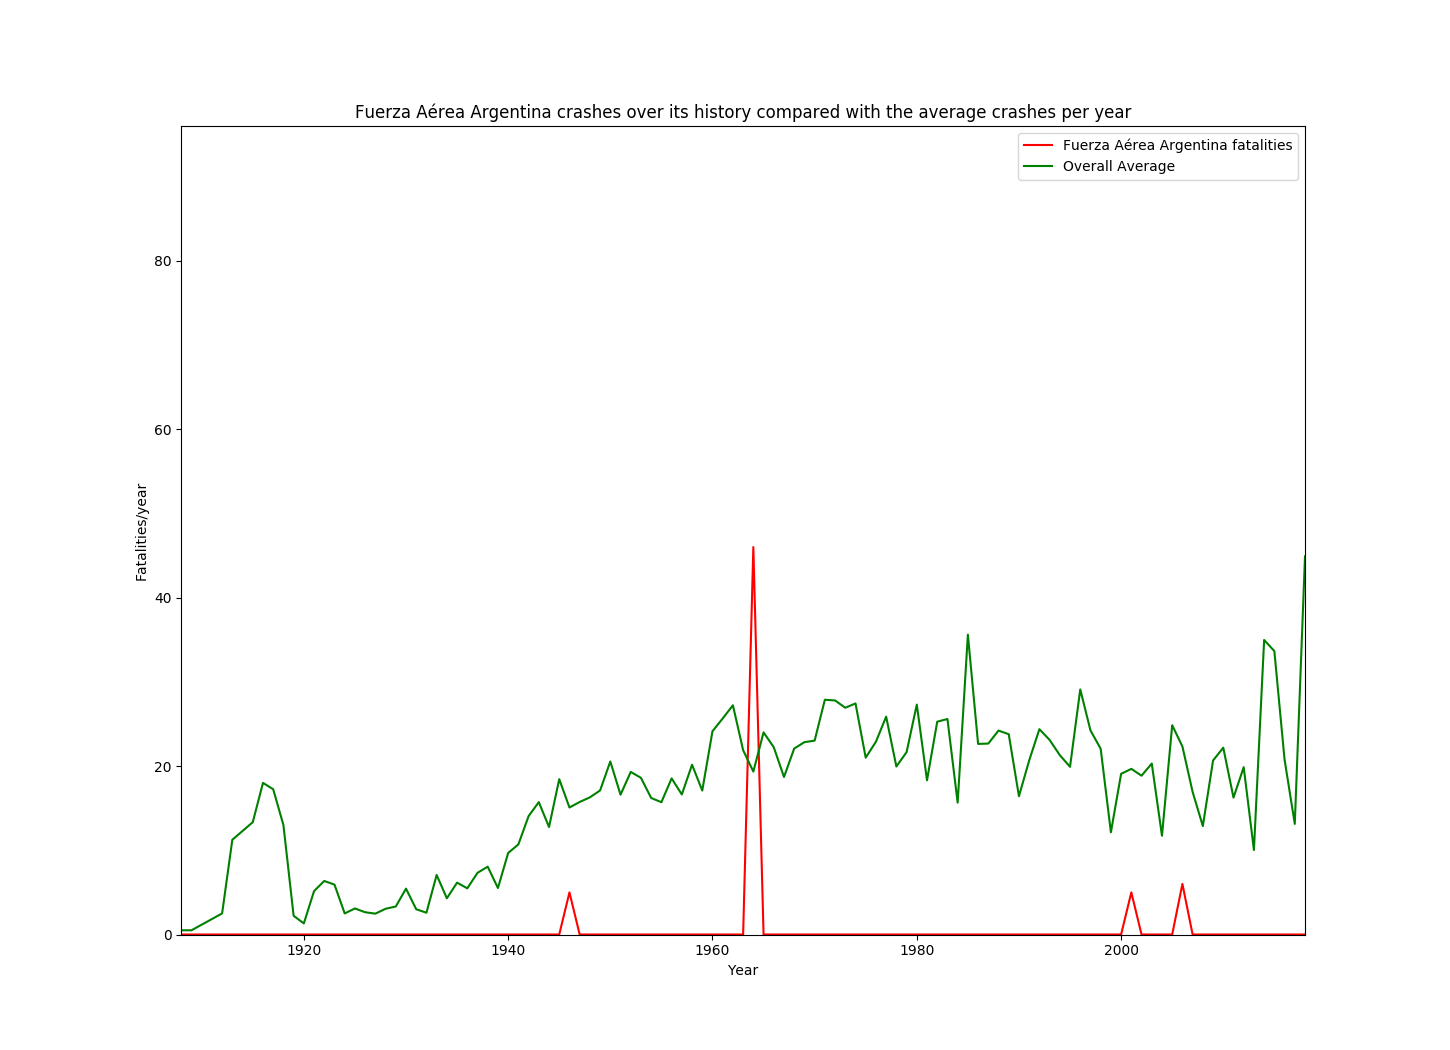 Fuerza Aérea Argentina crashes over its history compared with the average crashes per year
Fuerza Aérea Argentina fatalities
Overall Average
80
60
40
20
0
Fatalities/year
1920 1940 1960 1980 2000
Year